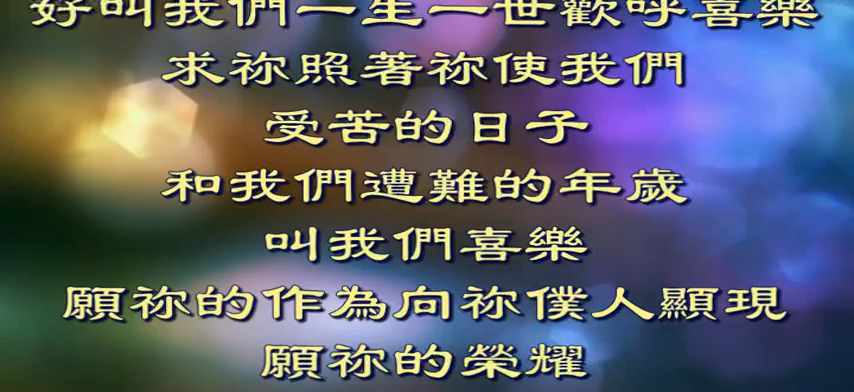 好叫我們一生一世歡呼喜樂
求祢照著祢使我們
受苦的日子
和我們遭難的年歲
叫我們喜樂
願祢的作為向祢僕人顯現
願祢的榮耀